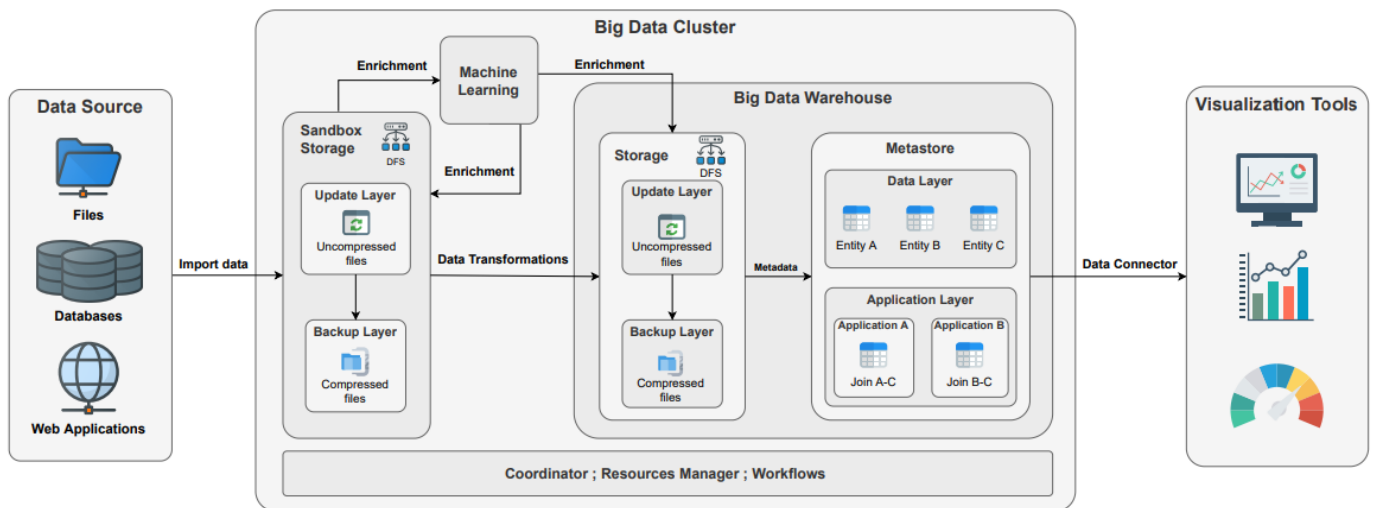 Big Data Cluster
Data Source
Files
Databases
Web Applications
Import data
Enrichment
Machine
Learning
Enrichment
Enrichment
Sandbox
Storage
DFS
Update Layer
Uncompressed
files
Backup Layer
Compressed
files
Data Transformations
Big Data Warehouse
Storage
DFS
Update Layer
Uncompressed
files
Backup Layer
Compressed
files
Metadata
Metastore
Data Layer
Entity A
Entity B
Entity C
Application Layer
Application A
Join A-C
Application B
Join B-C
Coordinator ; Resources Manager ; Workflows
Data Connector
Visualization Tools